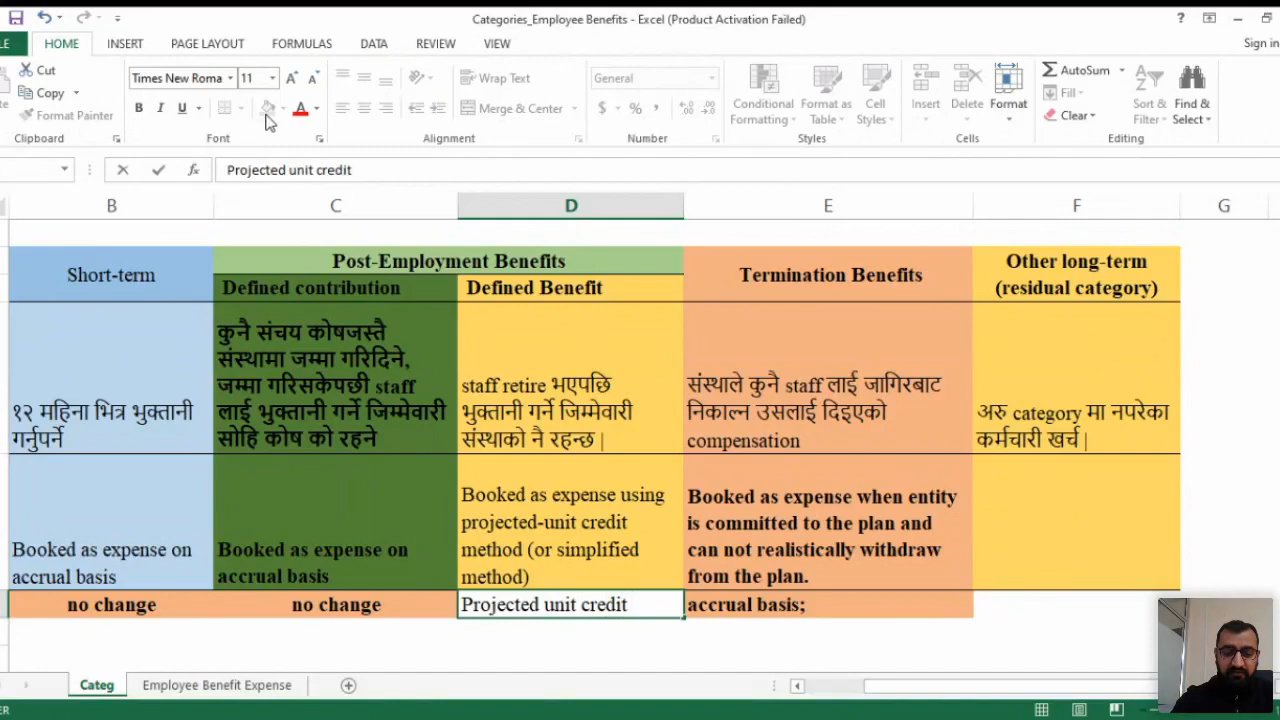 Categories_Employee Benefits - Excel (Product Activation Failed)
?
LE HOME INSERT PAGE LAYOUT FORMULAS DATA REVIEW VIEW Sign in
Cut
Copy
Format Painter
Clipboard
Times New Roma 11
B I U
Font
Wrap Text
Merge & Center
Alignment
General
$ % ,
Number
Conditional
Formatting
Format as
Table
Cell
Styles
Styles
Insert Delete Format
Cells
AutoSum
Fill
Clear
Sort &
Filter
Find &
Select
Editing
fx Projected unit credit
B C D E F G
Short-term
Post-Employment Benefits
Defined contribution
Defined Benefit
Termination Benefits
Other long-term
(residual category)
१२ महिना भित्र भुक्तानी
गर्नुपर्ने
कुनै संचय कोषजस्तै
संस्थामा जम्मा गरिदिने,
जम्मा गरिसकेपछी staff
लाई भुक्तानी गर्ने जिम्मेवारी
सोहि कोष को रहने
staff retire भएपछि
भुक्तानी गर्ने जिम्मेवारी
संस्थाको नै रहन्छ |
संस्थाले कुनै staff लाई जागिरबाट
निकाल्न उसलाई दिइएको
compensation
अरु category मा नपरेका
कर्मचारी खर्च |
Booked as expense on
accrual basis
Booked as expense on
accrual basis
Booked as expense using
projected-unit credit
method (or simplified
method)
Booked as expense when entity
is committed to the plan and
can not realistically withdraw
from the plan.
no change
no change
Projected unit credit
accrual basis;
Categ Employee Benefit Expense
ER